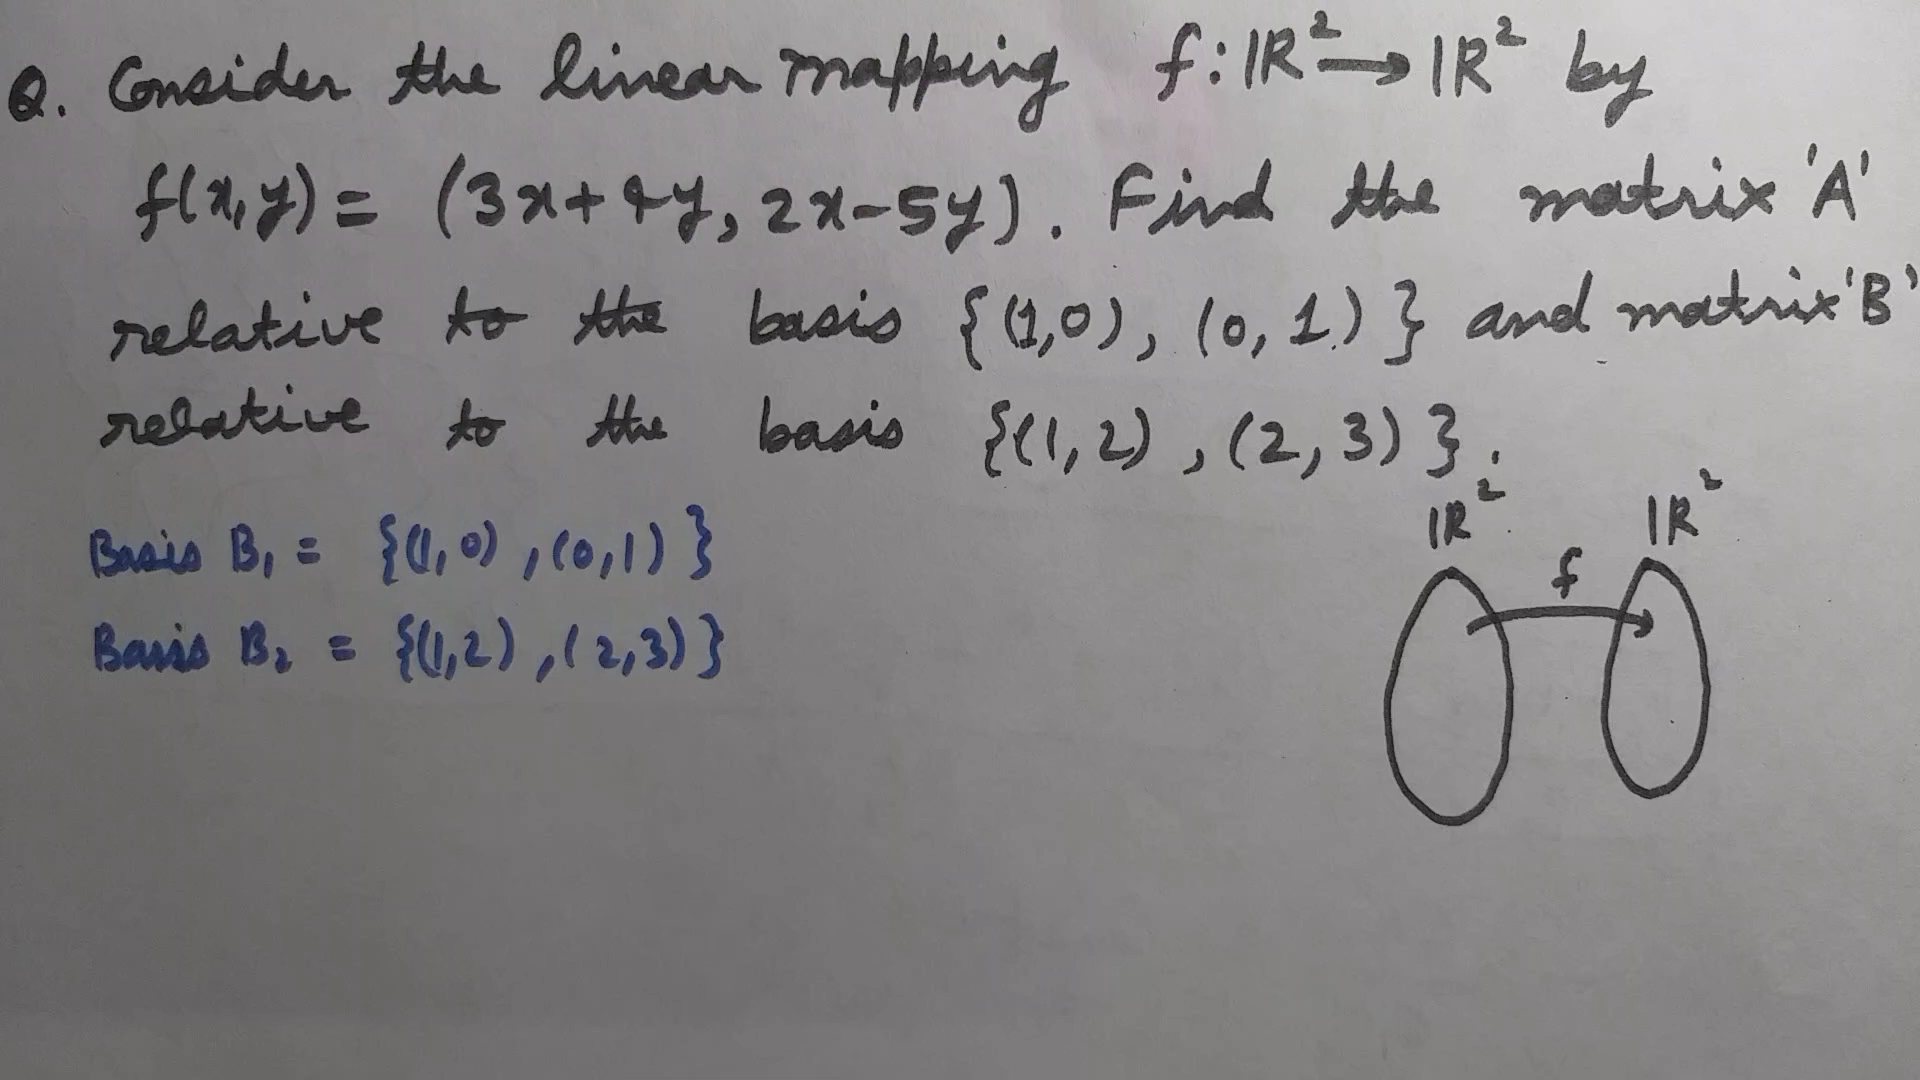 Q. Consider the linear mapping f: ℝ² → ℝ² by
f(x,y) = (3x+4y, 2x-5y). Find the matrix 'A'
relative to the basis {(1,0), (0,1)} and matrix 'B'
relative to the basis {(1,2), (2,3)}.
Basis B₁ = {(1,0), (0,1)}
Basis B₂ = {(1,2), (2,3)}
ℝ² ℝ²
f